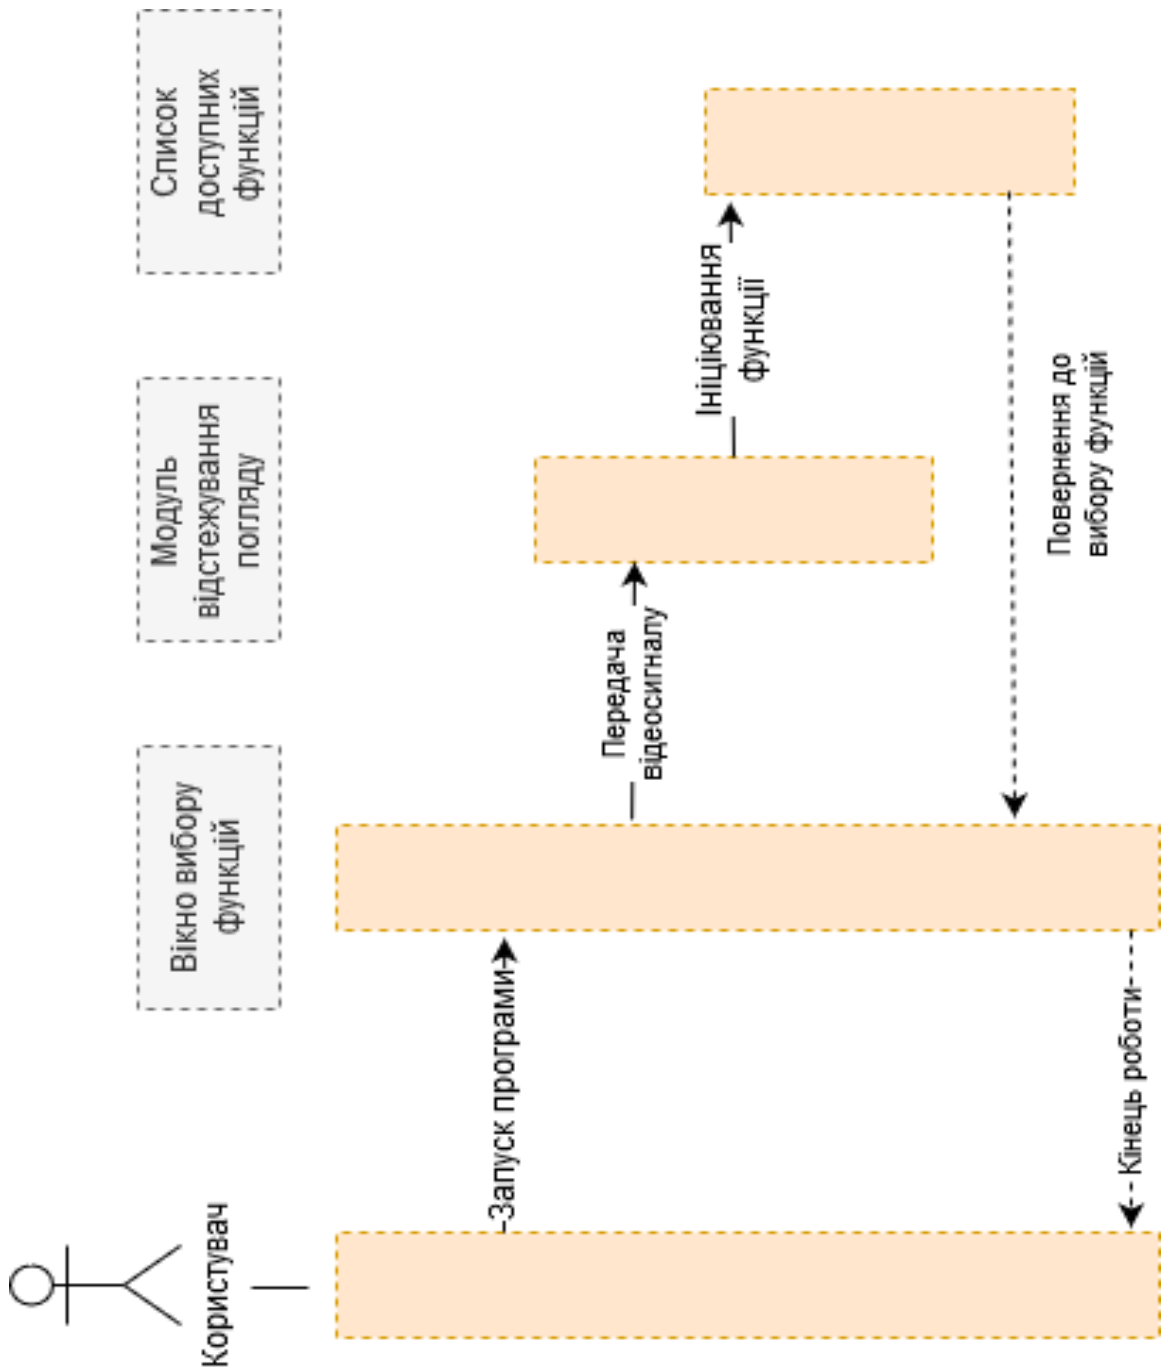 Користувач
Вікно вибору
функцій
Модуль
відстежування
погляду
Список
доступних
функцій
Запуск програми
Передача
відеосигналу
Ініціювання
функції
Повернення до
вибору функцій
Кінець роботи